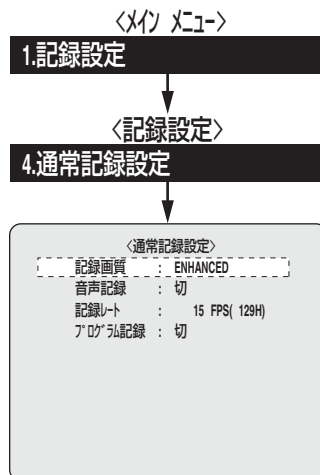 〈メイン メニュー〉
1.記録設定
〈記録設定〉
4.通常記録設定
〈通常記録設定〉
記録画質 : ENHANCED
音声記録 : 切
記録レート : 15 FPS( 129H)
プログラム記録 : 切